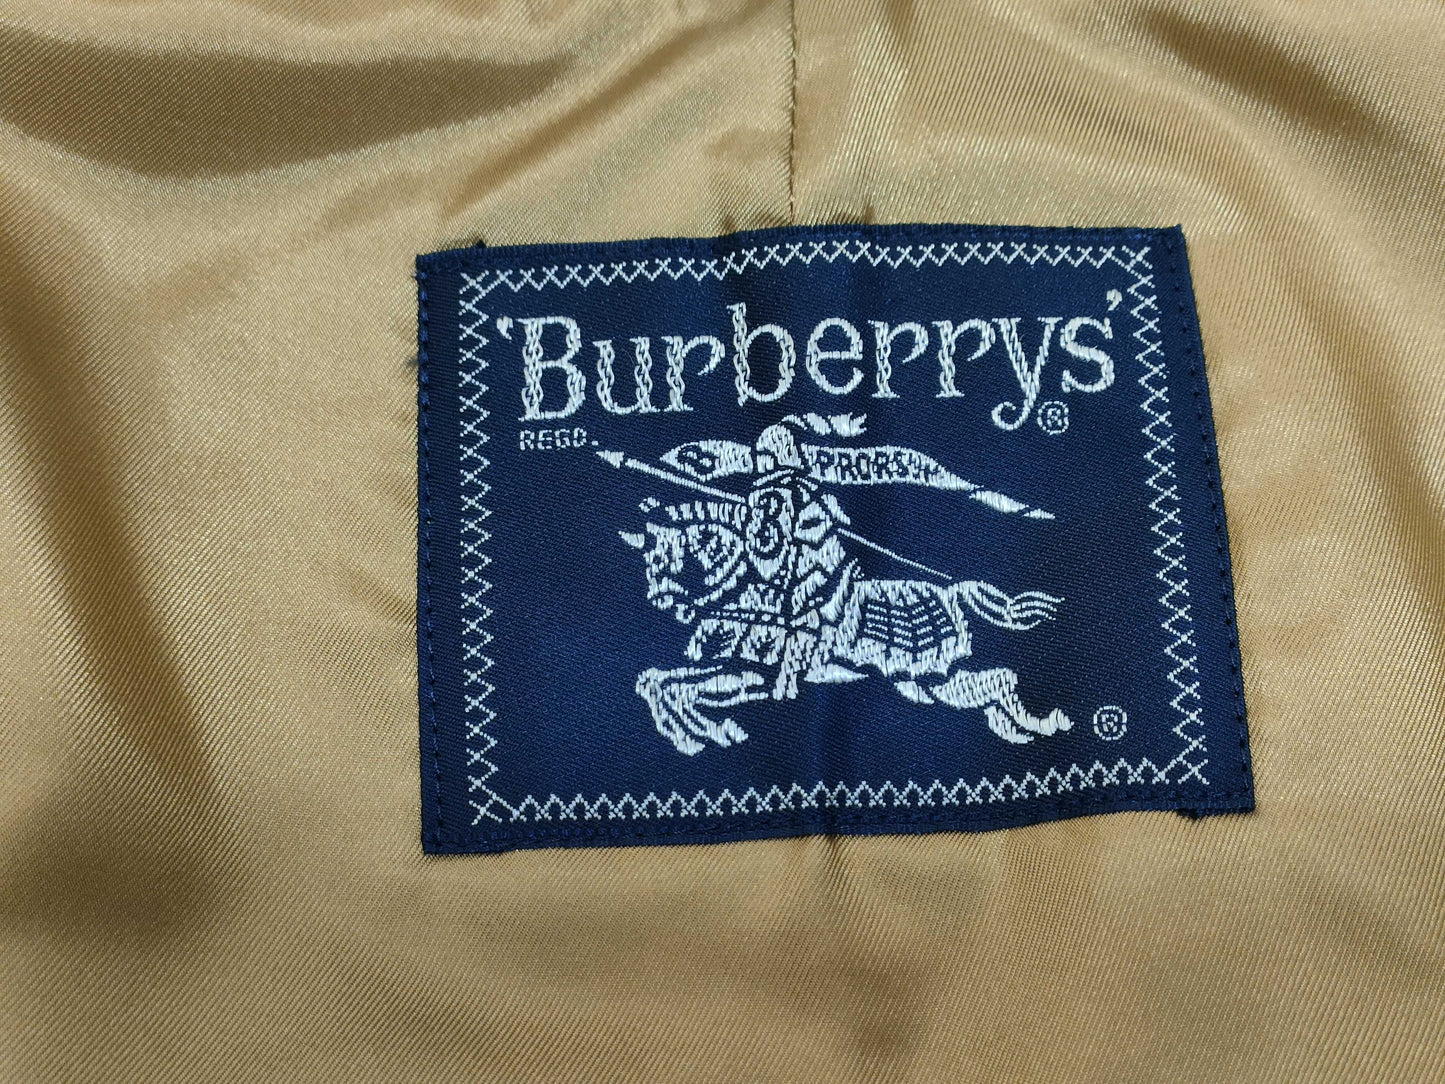 'Burberrys'®
REGD.
B PRORSUM
B
®